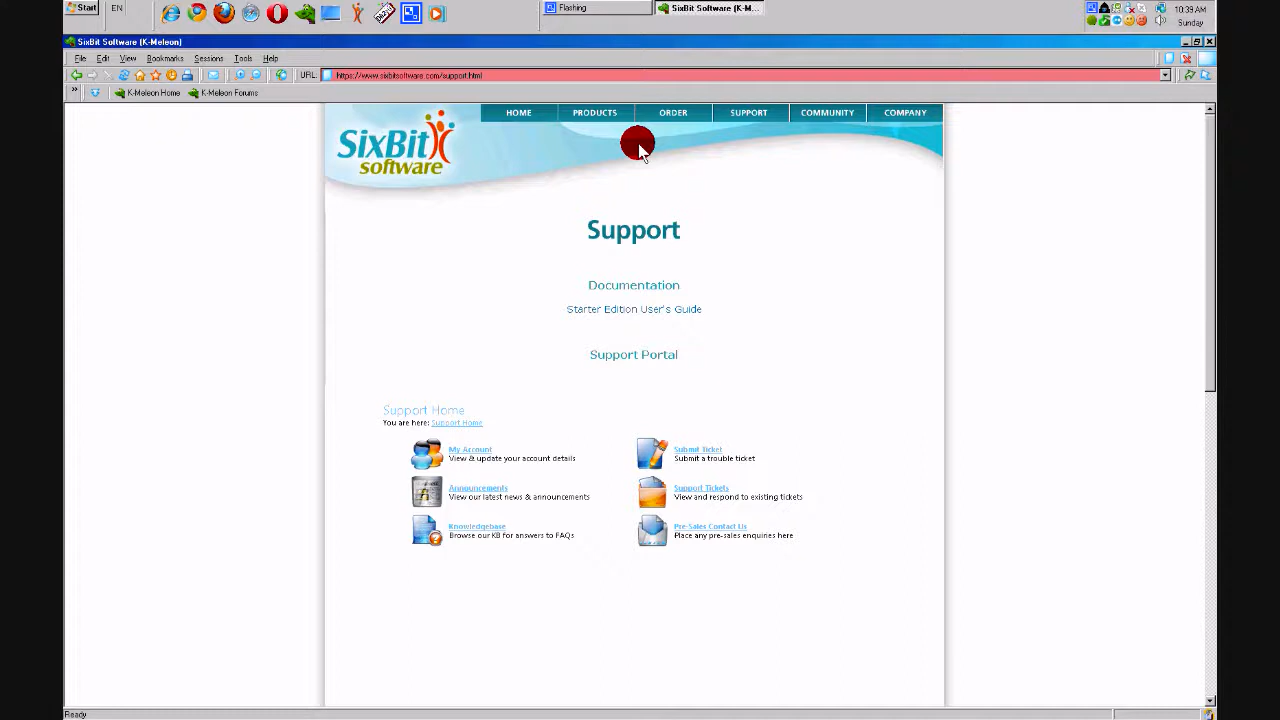 Start
EN
Flashing
SixBit Software (K-M...
10:39 AM
Sunday
SixBit Software (K-Meleon)
File Edit View Bookmarks Sessions Tools Help
URL: https://www.sixbitsoftware.com/support.html
» K-Meleon Home K-Meleon Forums
HOME PRODUCTS ORDER SUPPORT COMMUNITY COMPANY
SixBit
software
Support
Documentation
Starter Edition User's Guide
Support Portal
Support Home
You are here: Support Home
My Account
View & update your account details
Submit Ticket
Submit a trouble ticket
Announcements
View our latest news & announcements
Support Tickets
View and respond to existing tickets
Knowledgebase
Browse our KB for answers to FAQs
Pre-Sales Contact Us
Place any pre-sales enquiries here
Ready